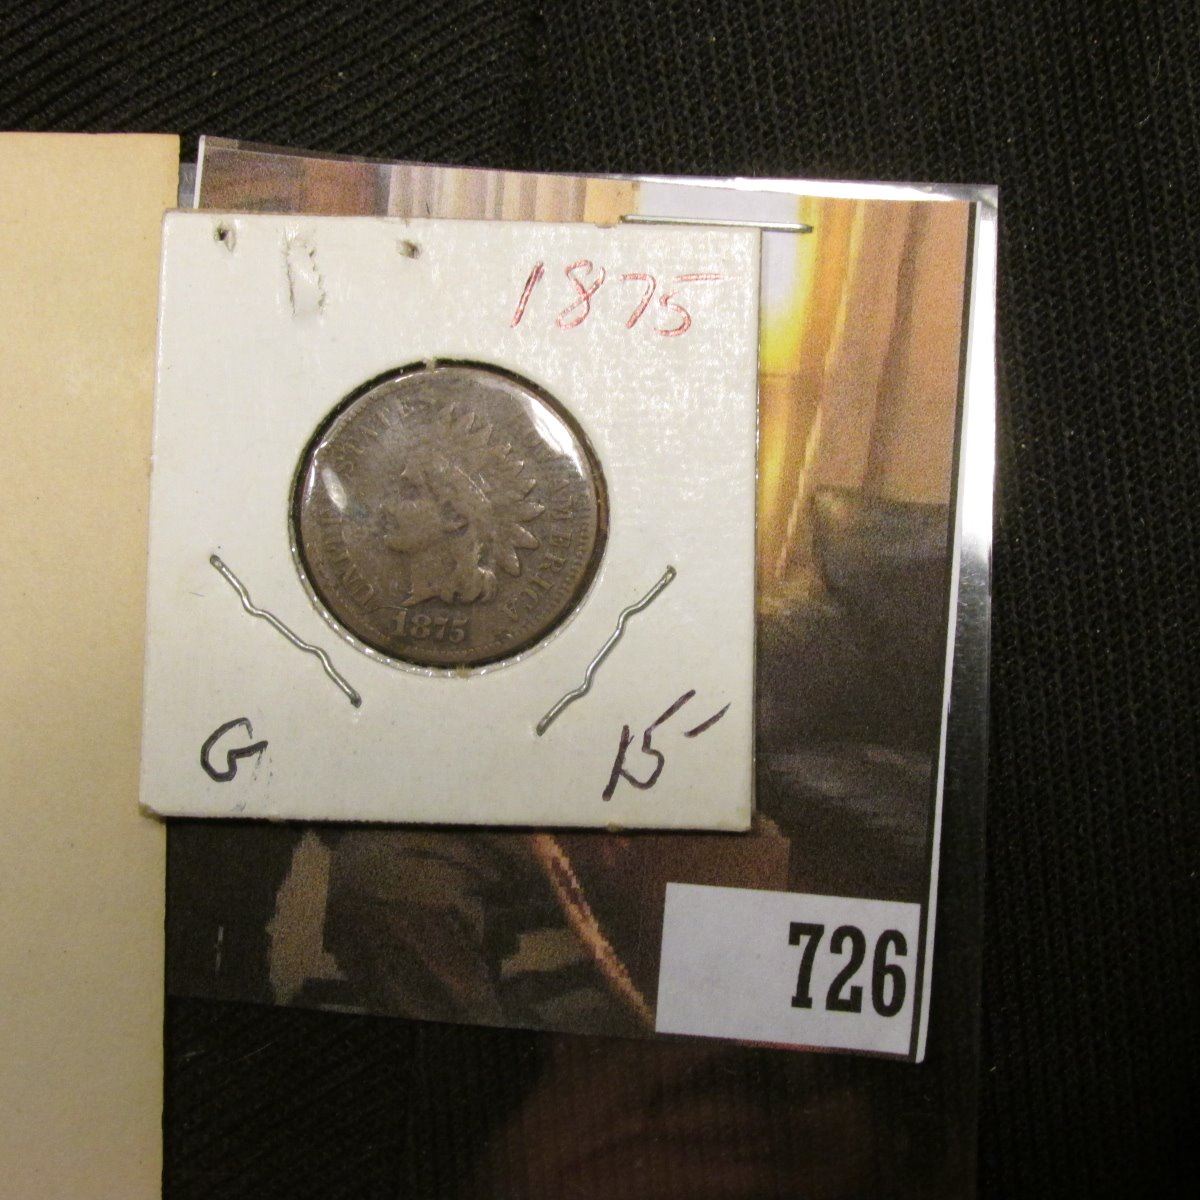 1875
UNITED STATES OF AMERICA
1875
G
15-
726